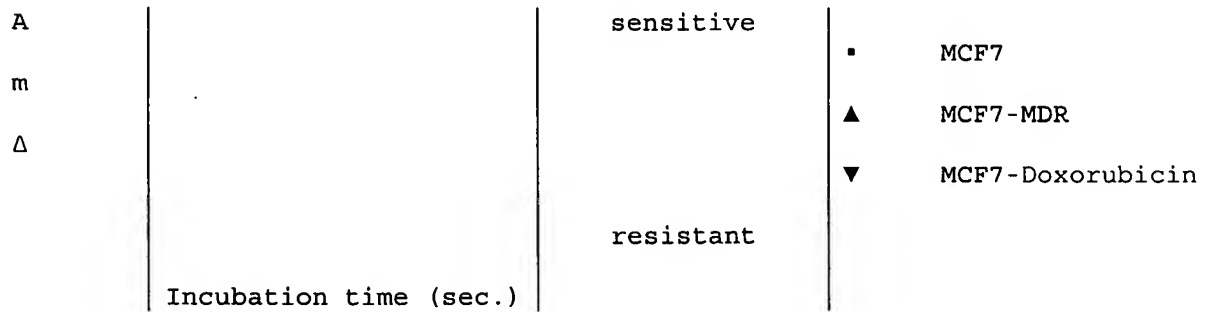 A
sensitive
▪ MCF7
m
▲ MCF7-MDR
Δ
▼ MCF7-Doxorubicin
resistant
Incubation time (sec.)